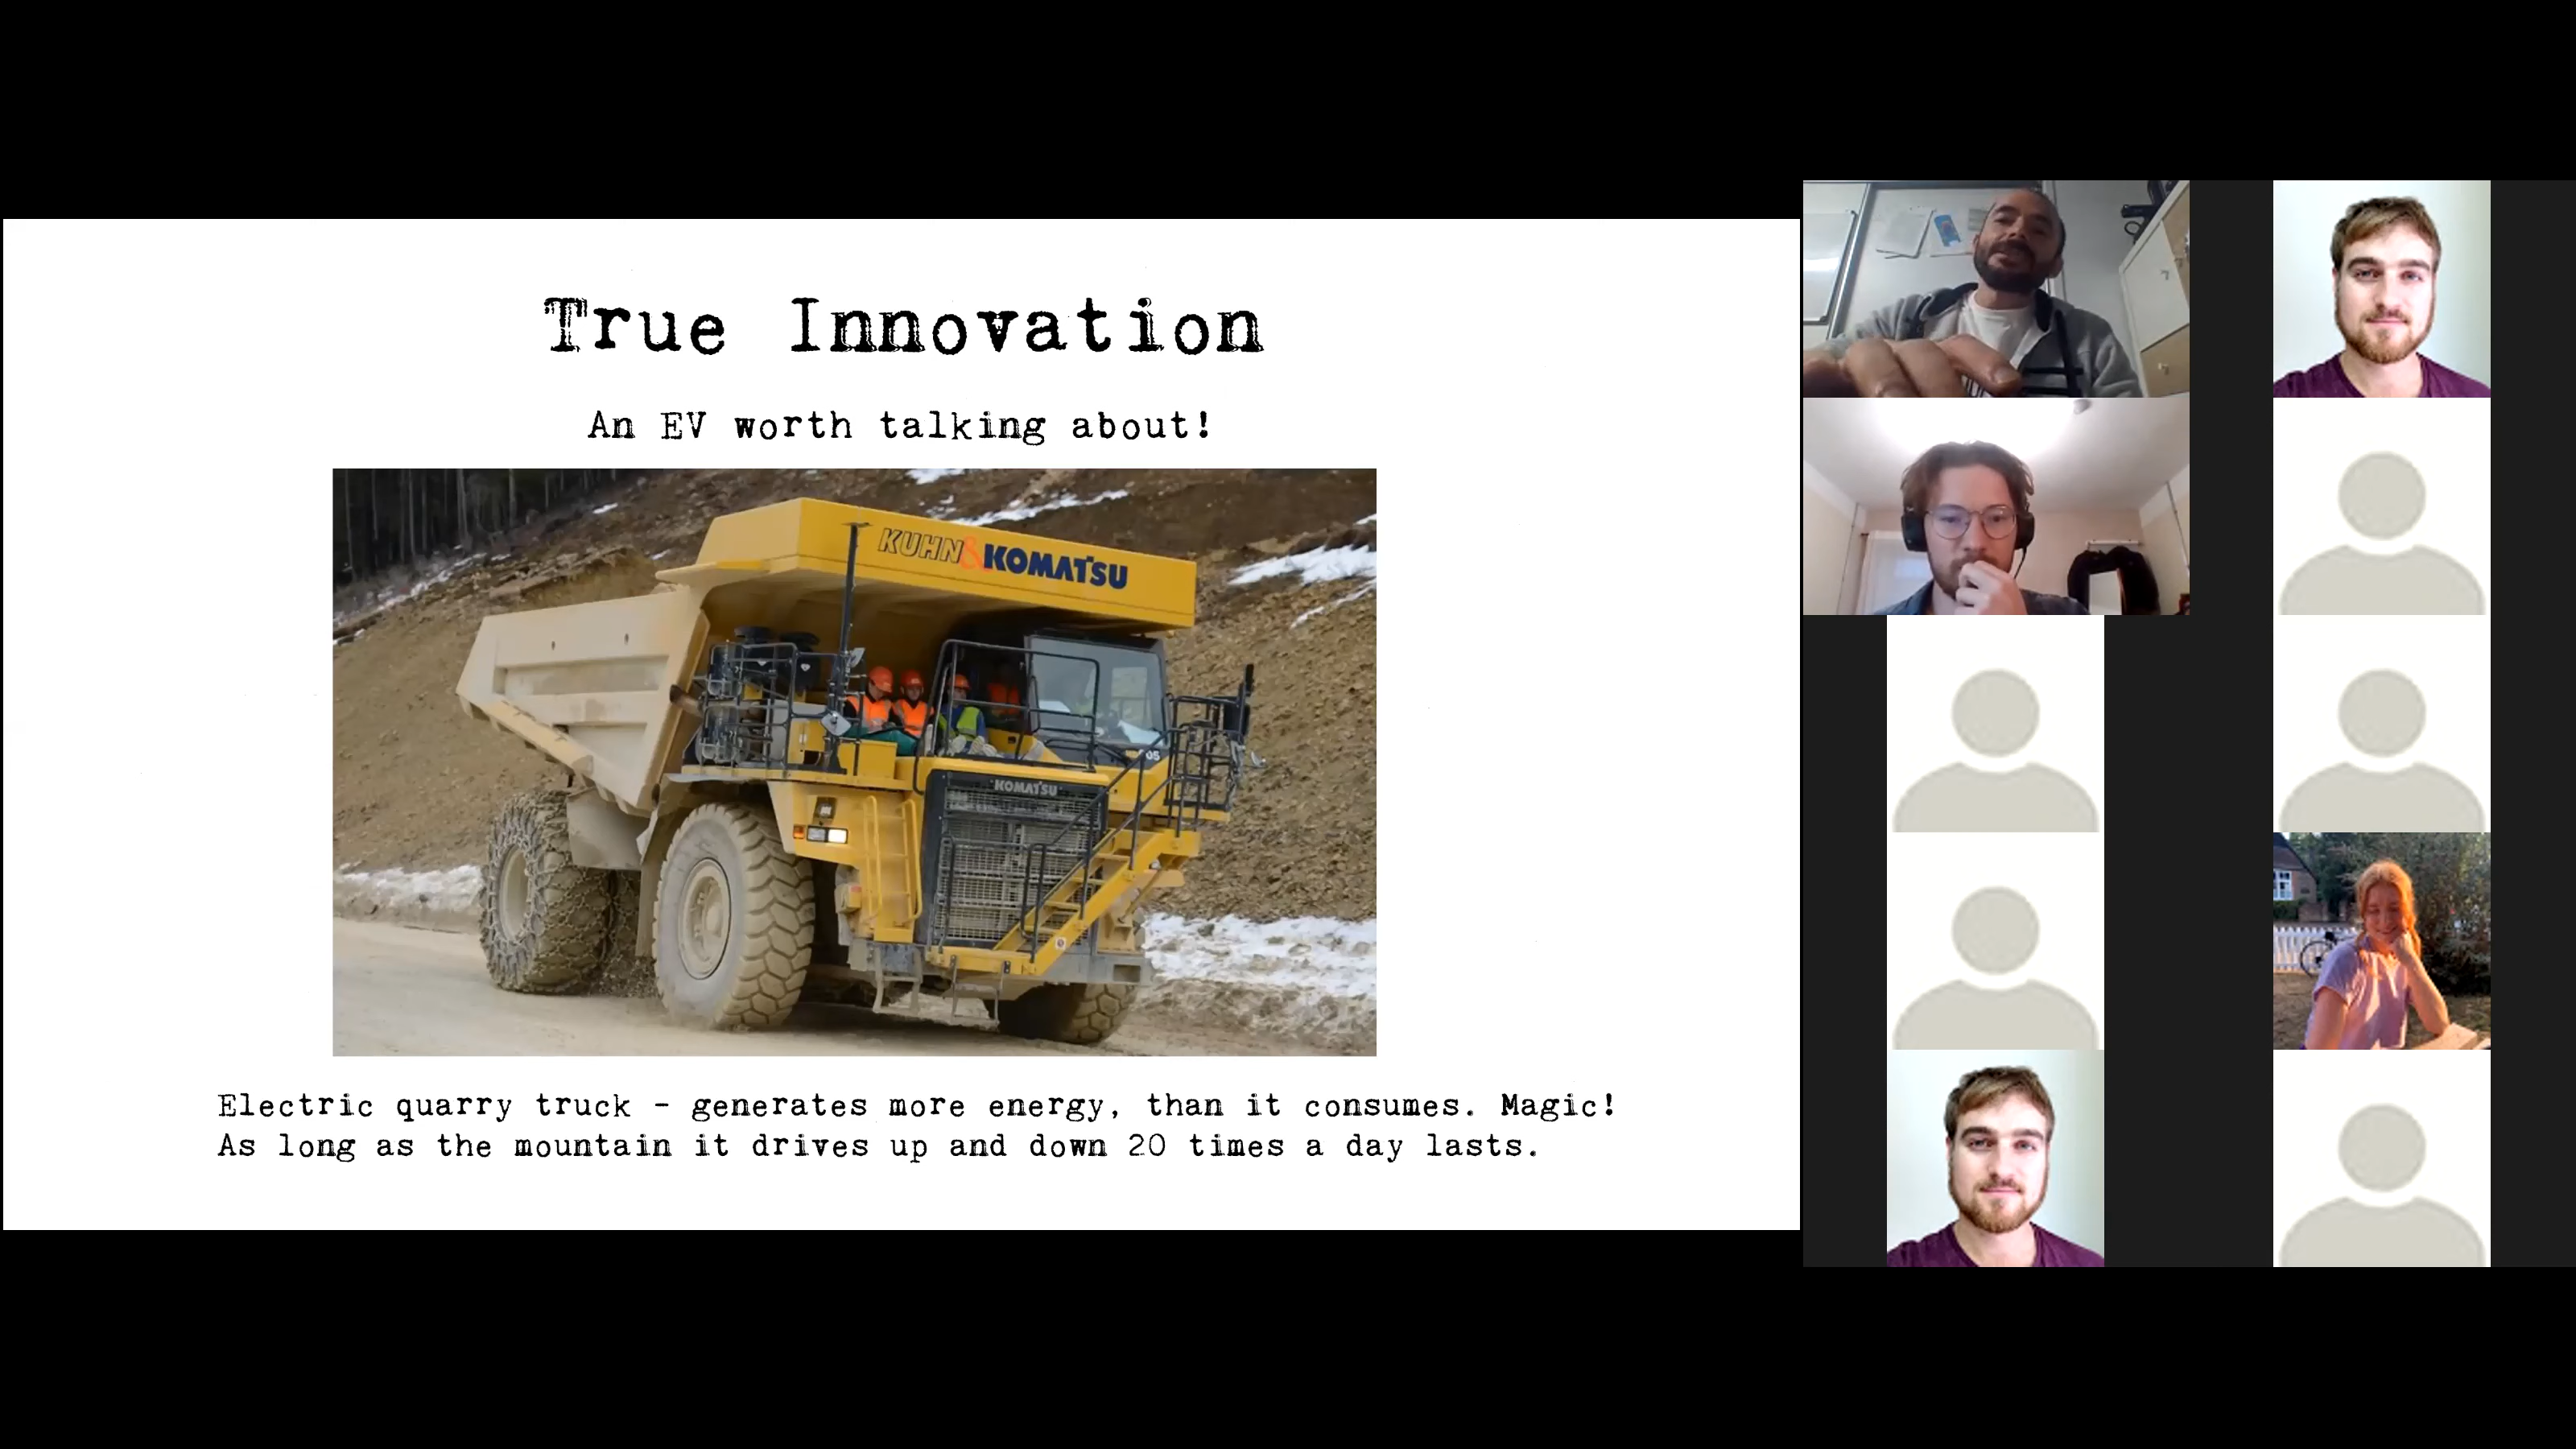 True Innovation
An EV worth talking about!
KUHN&KOMATSU
05
KOMATSU
Electric quarry truck - generates more energy, than it consumes. Magic!
As long as the mountain it drives up and down 20 times a day lasts.